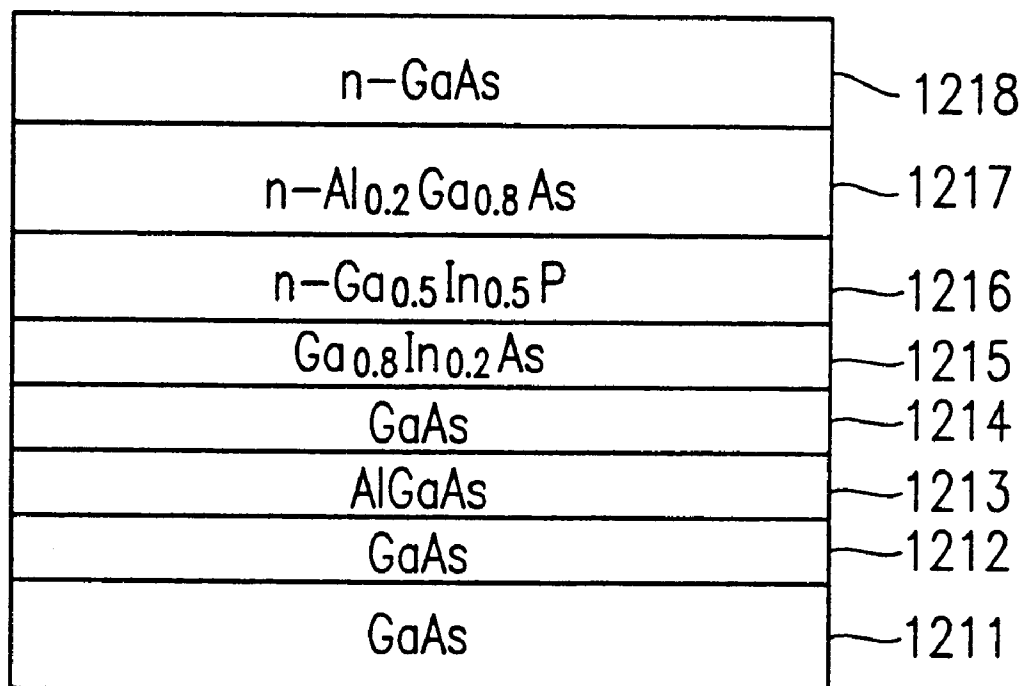 n-GaAs 1218
n-Al0.2Ga0.8As 1217
n-Ga0.5In0.5P 1216
Ga0.8In0.2As 1215
GaAs 1214
AlGaAs 1213
GaAs 1212
GaAs 1211